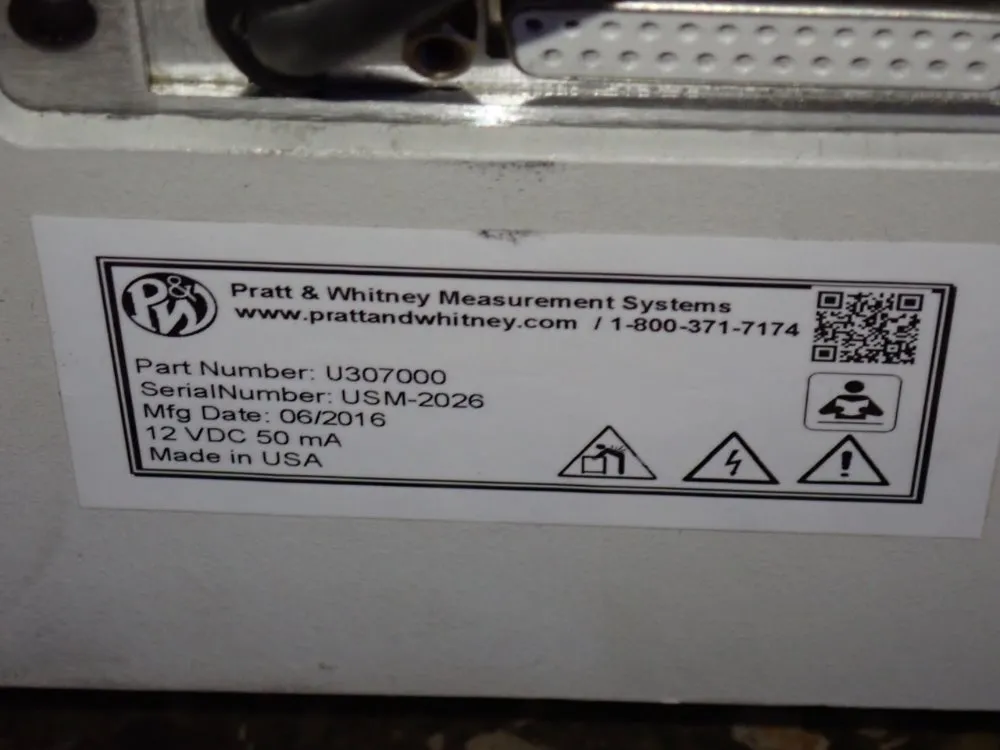 P&W
Pratt & Whitney Measurement Systems
www.prattandwhitney.com / 1-800-371-7174
Part Number: U307000
SerialNumber: USM-2026
Mfg Date: 06/2016
12 VDC 50 mA
Made in USA